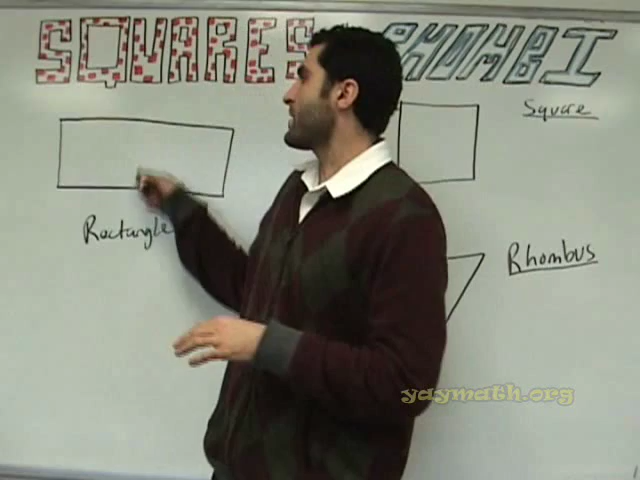 SQUARES RHOMBI
Square
Rectangle
Rhombus
yaymath.org